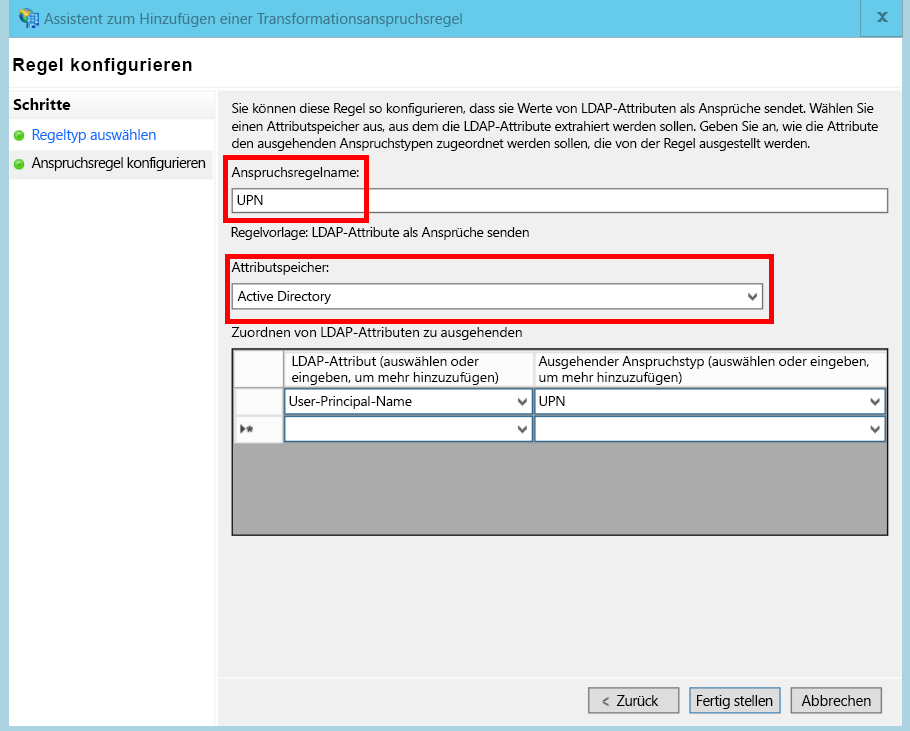 Assistent zum Hinzufügen einer Transformationsanspruchsregel
Regel konfigurieren
Schritte
Regeltyp auswählen
Anspruchsregel konfigurieren
Sie können diese Regel so konfigurieren, dass sie Werte von LDAP-Attributen als Ansprüche sendet. Wählen Sie
einen Attributspeicher aus, aus dem die LDAP-Attribute extrahiert werden sollen. Geben Sie an, wie die Attribute
den ausgehenden Anspruchstypen zugeordnet werden sollen, die von der Regel ausgestellt werden.
Anspruchsregelname:
UPN
Regelvorlage: LDAP-Attribute als Ansprüche senden
Attributspeicher:
Active Directory
Zuordnen von LDAP-Attributen zu ausgehenden
LDAP-Attribut (auswählen oder
eingeben, um mehr hinzuzufügen)
Ausgehender Anspruchstyp (auswählen oder eingeben,
um mehr hinzuzufügen)
User-Principal-Name
UPN
< Zurück
Fertig stellen
Abbrechen